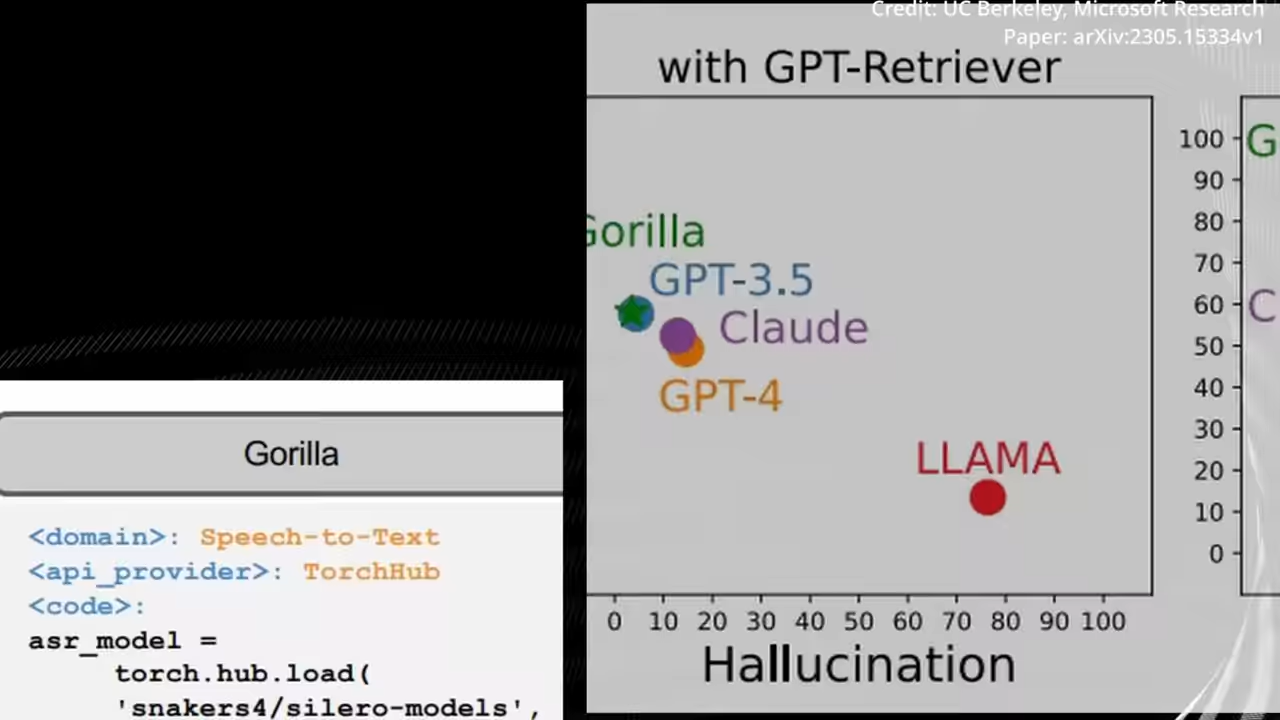 Credit: UC Berkeley, Microsoft Research
Paper: arXiv:2305.15334v1
with GPT-Retriever
Gorilla
GPT-3.5
Claude
GPT-4
LLAMA
0 10 20 30 40 50 60 70 80 90 100
Hallucination
100
90
80
70
60
50
40
30
20
10
0
G
C
Gorilla
<domain>: Speech-to-Text
<api_provider>: TorchHub
<code>:
asr_model =
torch.hub.load(
'snakers4/silero-models',